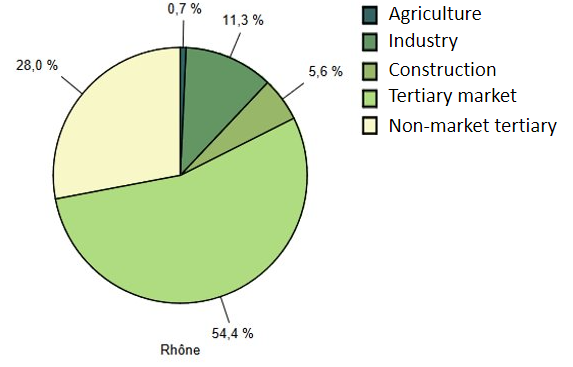 0,7 %
11,3 %
5,6 %
28,0 %
54,4 %
Rhône
Agriculture
Industry
Construction
Tertiary market
Non-market tertiary